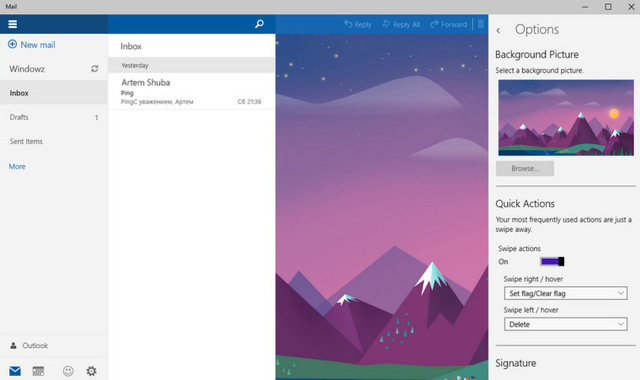 Mail
Reply
Reply All
Forward
New mail
Windowz
Inbox
Drafts 1
Sent Items
More
Outlook
Inbox
Yesterday
Artem Shuba
Ping
PingС уважением, Артем Сб 21:36
Options
Background Picture
Select a background picture.
Browse...
Quick Actions
Your most frequently used actions are just a
swipe away.
Swipe actions
On
Swipe right / hover
Set flag/Clear flag
Swipe left / hover
Delete
Signature